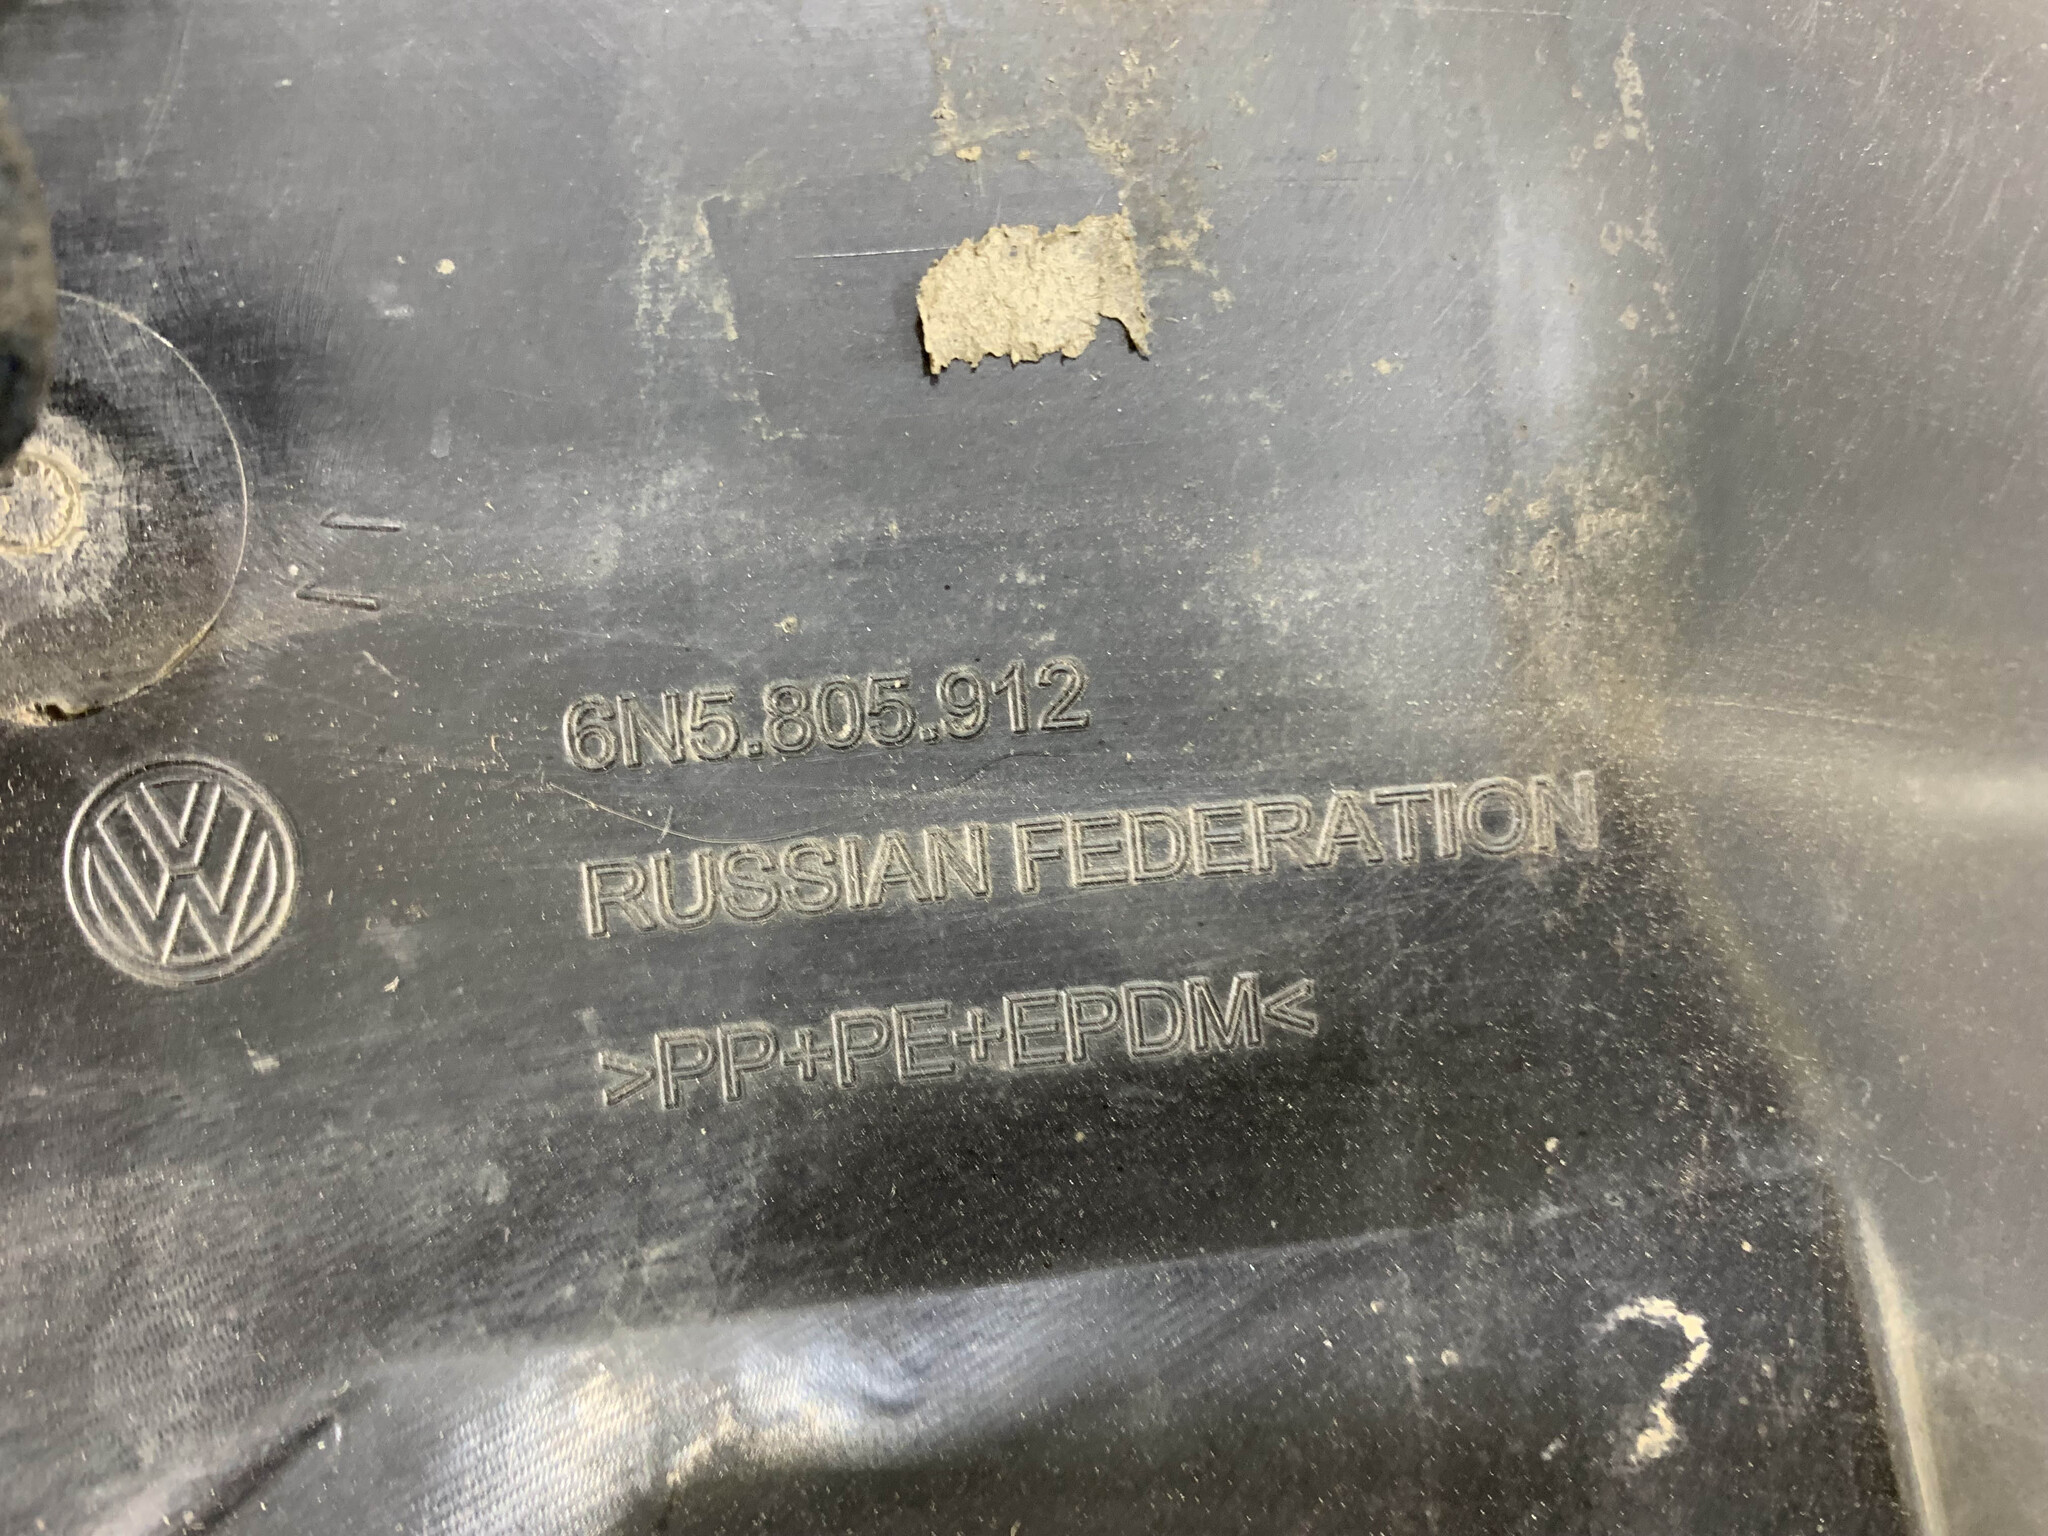 6N5.805.912
RUSSIAN FEDERATION
>PP+PE+EPDM<